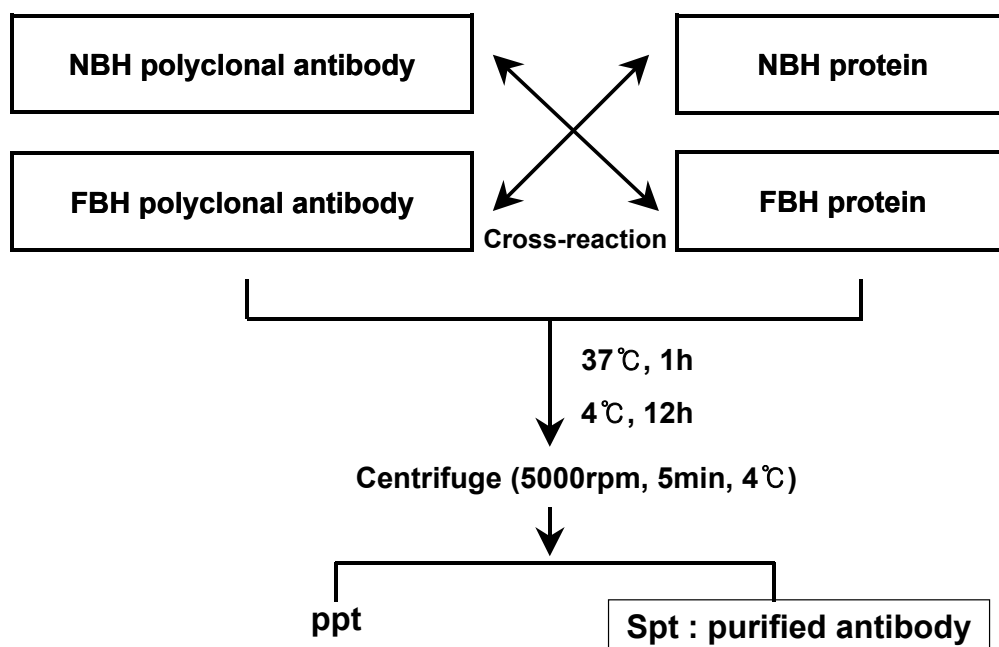 NBH polyclonal antibody
NBH protein
FBH polyclonal antibody
FBH protein
Cross-reaction
37℃, 1h
4℃, 12h
Centrifuge (5000rpm, 5min, 4℃)
ppt
Spt : purified antibody